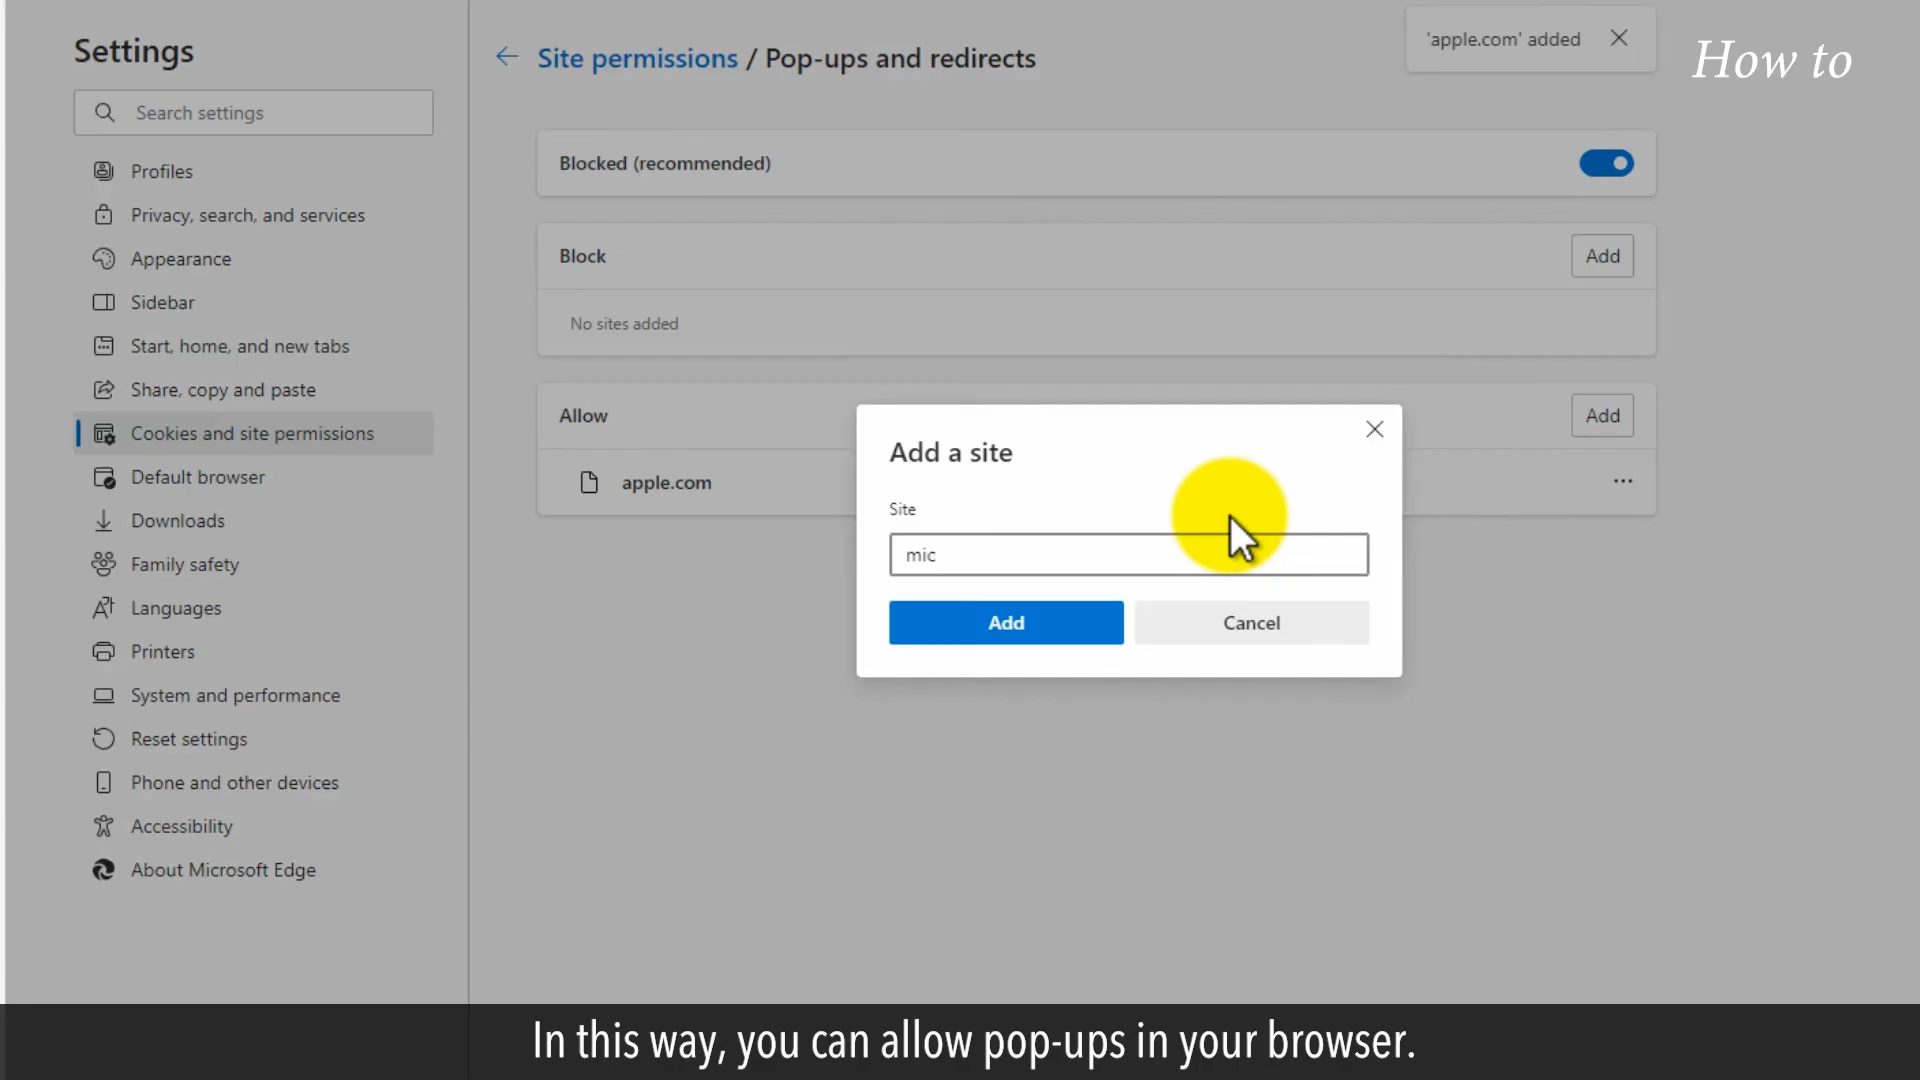 Settings
Search settings
Profiles
Privacy, search, and services
Appearance
Sidebar
Start, home, and new tabs
Share, copy and paste
Cookies and site permissions
Default browser
Downloads
Family safety
Languages
Printers
System and performance
Reset settings
Phone and other devices
Accessibility
About Microsoft Edge
Site permissions / Pop-ups and redirects
'apple.com' added
How to
Blocked (recommended)
Block
Add
No sites added
Allow
Add
apple.com
Add a site
Site
mic
Add
Cancel
In this way, you can allow pop-ups in your browser.